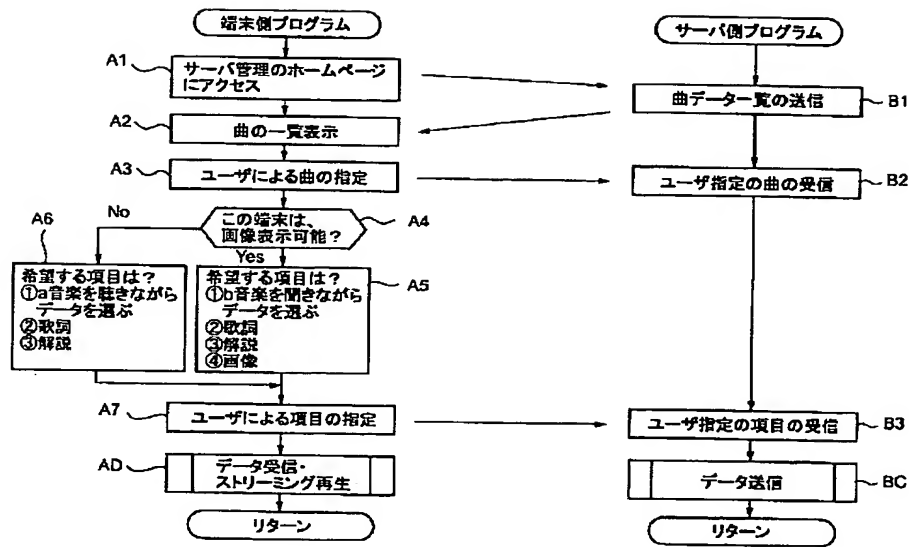 端末側プログラム
A1
サーバ管理のホームページ
にアクセス
A2
曲の一覧表示
A3
ユーザによる曲の指定
この端末は、
画像表示可能?
A4
No
Yes
A6
希望する項目は?
①a音楽を聴きながら
データを選ぶ
②歌詞
③解説
希望する項目は?
①b音楽を聞きながら
データを選ぶ
②歌詞
③解説
④画像
A5
A7
ユーザによる項目の指定
AD
データ受信・
ストリーミング再生
リターン
サーバ側プログラム
曲データ一覧の送信
B1
ユーザ指定の曲の受信
B2
ユーザ指定の項目の受信
B3
データ送信
BC
リターン